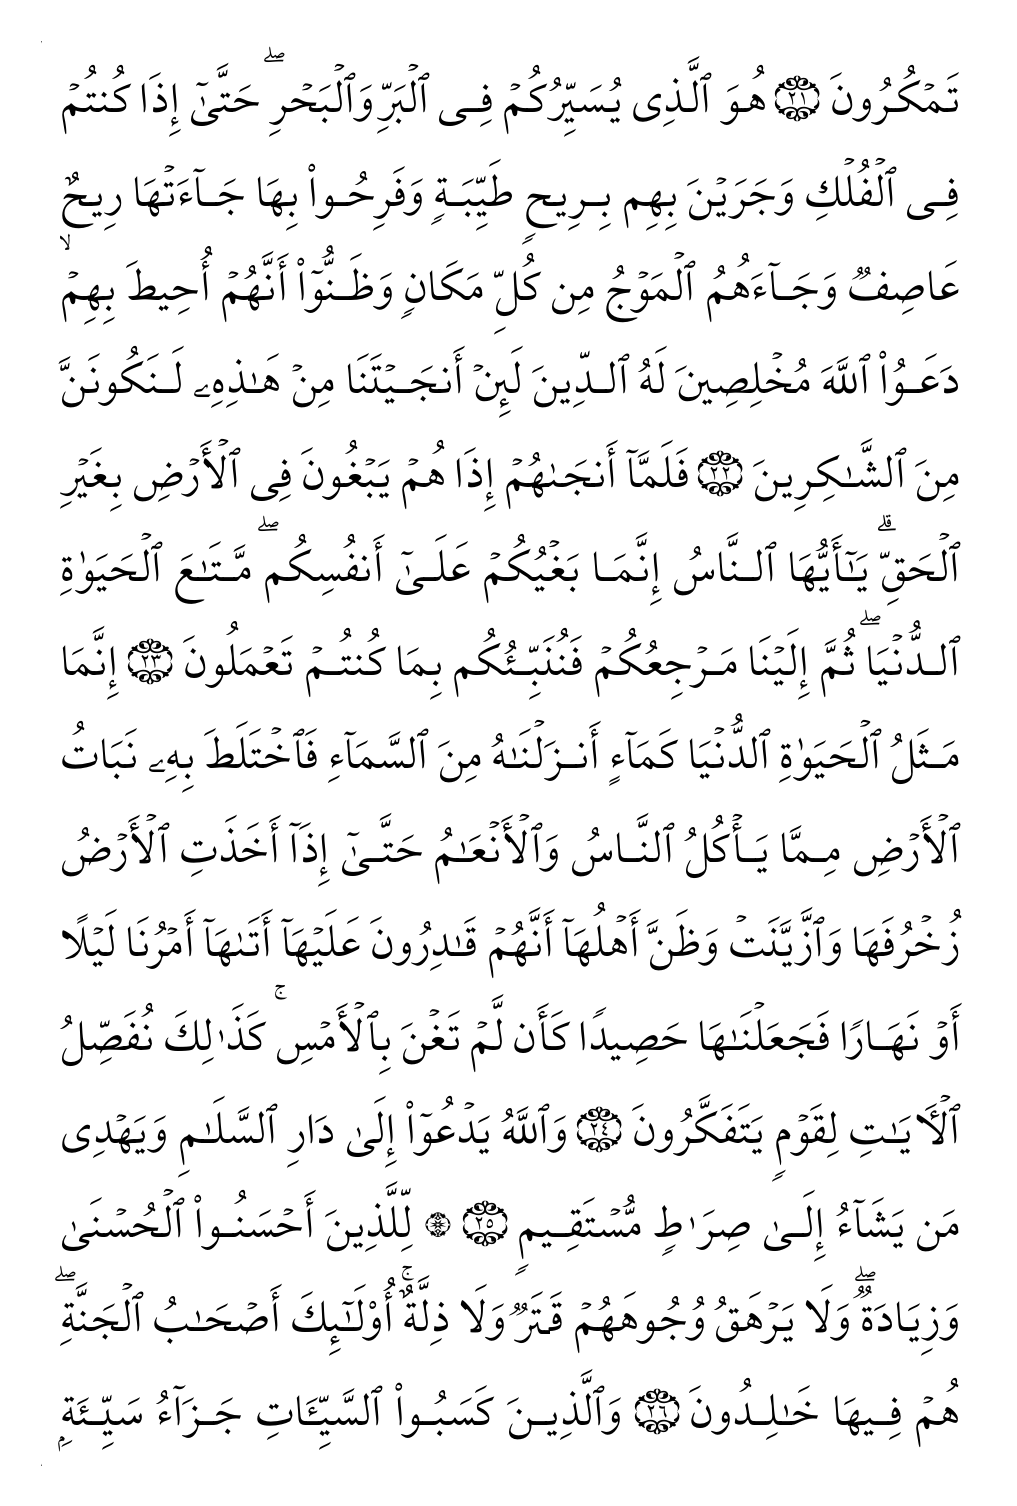 تَمۡكُرُونَ ٢١ هُوَ ٱلَّذِى يُسَيِّرُكُمۡ فِى ٱلۡبَرِّ وَٱلۡبَحۡرِۖ حَتَّىٰٓ إِذَا كُنتُمۡ
فِى ٱلۡفُلۡكِ وَجَرَيۡنَ بِهِم بِرِيحٍ طَيِّبَةٍ وَفَرِحُوا۟ بِهَا جَآءَتۡهَا رِيحٌ
عَاصِفٌ وَجَآءَهُمُ ٱلۡمَوۡجُ مِن كُلِّ مَكَانٍ وَظَنُّوٓا۟ أَنَّهُمۡ أُحِيطَ بِهِمۡۙ
دَعَوُا۟ ٱللَّهَ مُخۡلِصِينَ لَهُ ٱلدِّينَ لَئِنۡ أَنجَيۡتَنَا مِنۡ هَـٰذِهِۦ لَنَكُونَنَّ
مِنَ ٱلشَّـٰكِرِينَ ٢٢ فَلَمَّآ أَنجَىٰهُمۡ إِذَا هُمۡ يَبۡغُونَ فِى ٱلۡأَرۡضِ بِغَيۡرِ
ٱلۡحَقِّۗ يَـٰٓأَيُّهَا ٱلنَّاسُ إِنَّمَا بَغۡيُكُمۡ عَلَىٰٓ أَنفُسِكُمۖ مَّتَـٰعَ ٱلۡحَيَوٰةِ
ٱلدُّنۡيَاۖ ثُمَّ إِلَيۡنَا مَرۡجِعُكُمۡ فَنُنَبِّئُكُم بِمَا كُنتُمۡ تَعۡمَلُونَ ٢٣ إِنَّمَا
مَثَلُ ٱلۡحَيَوٰةِ ٱلدُّنۡيَا كَمَآءٍ أَنزَلۡنَـٰهُ مِنَ ٱلسَّمَآءِ فَٱخۡتَلَطَ بِهِۦ نَبَاتُ
ٱلۡأَرۡضِ مِمَّا يَأۡكُلُ ٱلنَّاسُ وَٱلۡأَنۡعَـٰمُ حَتَّىٰٓ إِذَآ أَخَذَتِ ٱلۡأَرۡضُ
زُخۡرُفَهَا وَٱزَّيَّنَتۡ وَظَنَّ أَهۡلُهَآ أَنَّهُمۡ قَـٰدِرُونَ عَلَيۡهَآ أَتَىٰهَآ أَمۡرُنَا لَيۡلًا
أَوۡ نَهَارًا فَجَعَلۡنَـٰهَا حَصِيدًا كَأَن لَّمۡ تَغۡنَ بِٱلۡأَمۡسِۚ كَذَٰلِكَ نُفَصِّلُ
ٱلۡـَٔايَـٰتِ لِقَوۡمٍ يَتَفَكَّرُونَ ٢٤ وَٱللَّهُ يَدۡعُوٓا۟ إِلَىٰ دَارِ ٱلسَّلَـٰمِ وَيَهۡدِى
مَن يَشَآءُ إِلَىٰ صِرَٰطٍ مُّسۡتَقِيمٍ ٢٥ ۞ لِّلَّذِينَ أَحۡسَنُوا۟ ٱلۡحُسۡنَىٰ
وَزِيَادَةٌۖ وَلَا يَرۡهَقُ وُجُوهَهُمۡ قَتَرٌ وَلَا ذِلَّةٌۚ أُو۟لَـٰٓئِكَ أَصۡحَـٰبُ ٱلۡجَنَّةِۖ
هُمۡ فِيهَا خَـٰلِدُونَ ٢٦ وَٱلَّذِينَ كَسَبُوا۟ ٱلسَّيِّـَٔاتِ جَزَآءُ سَيِّئَةِۭ